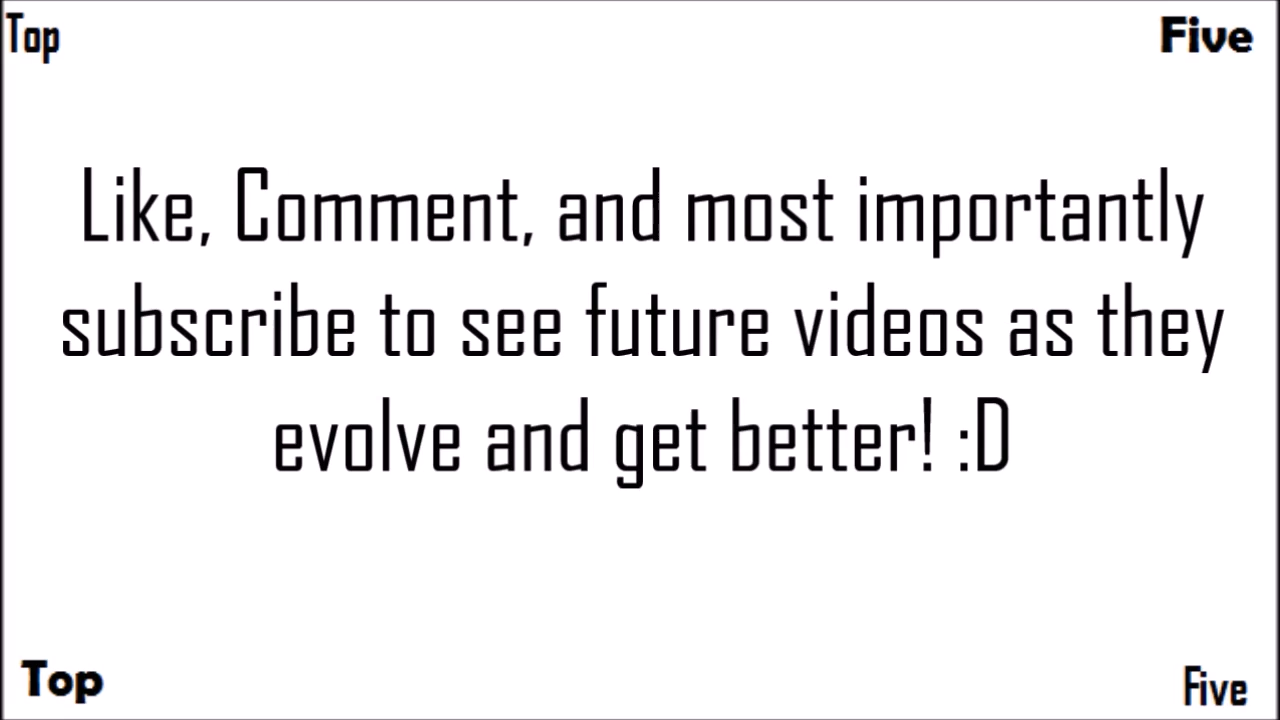 Top
Five
Like, Comment, and most importantly
subscribe to see future videos as they
evolve and get better! :D
Top
Five